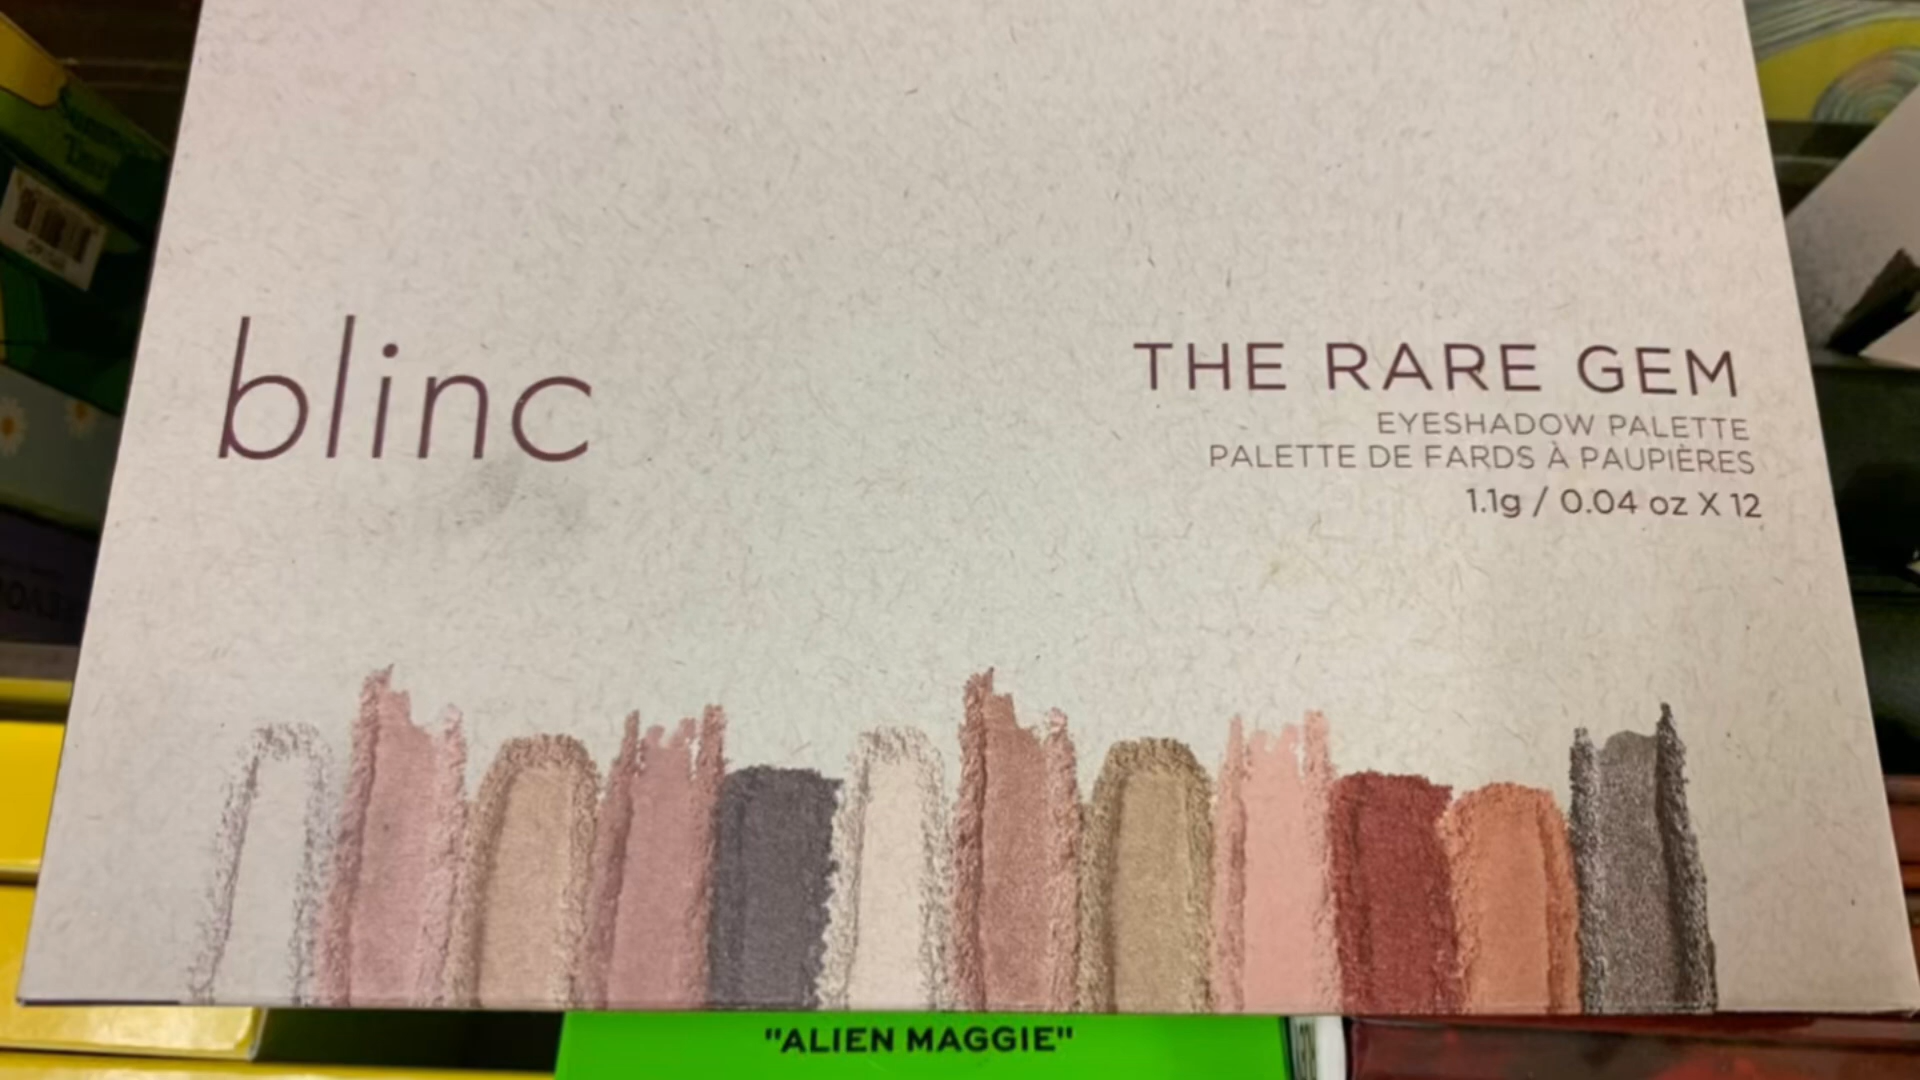 blinc
THE RARE GEM
EYESHADOW PALETTE
PALETTE DE FARDS À PAUPIÈRES
1.1g / 0.04 oz X 12
"ALIEN MAGGIE"